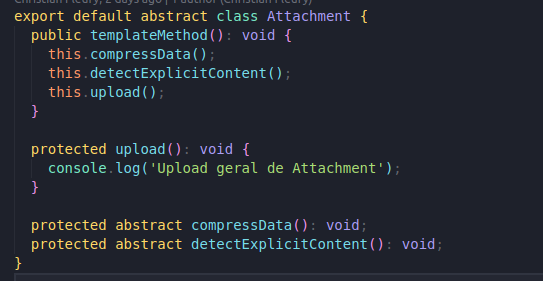 Christian Fleury, 2 days ago | 1 author (Christian Fleury)
export default abstract class Attachment {
  public templateMethod(): void {
    this.compressData();
    this.detectExplicitContent();
    this.upload();
  }

  protected upload(): void {
    console.log('Upload geral de Attachment');
  }

  protected abstract compressData(): void;
  protected abstract detectExplicitContent(): void;
}